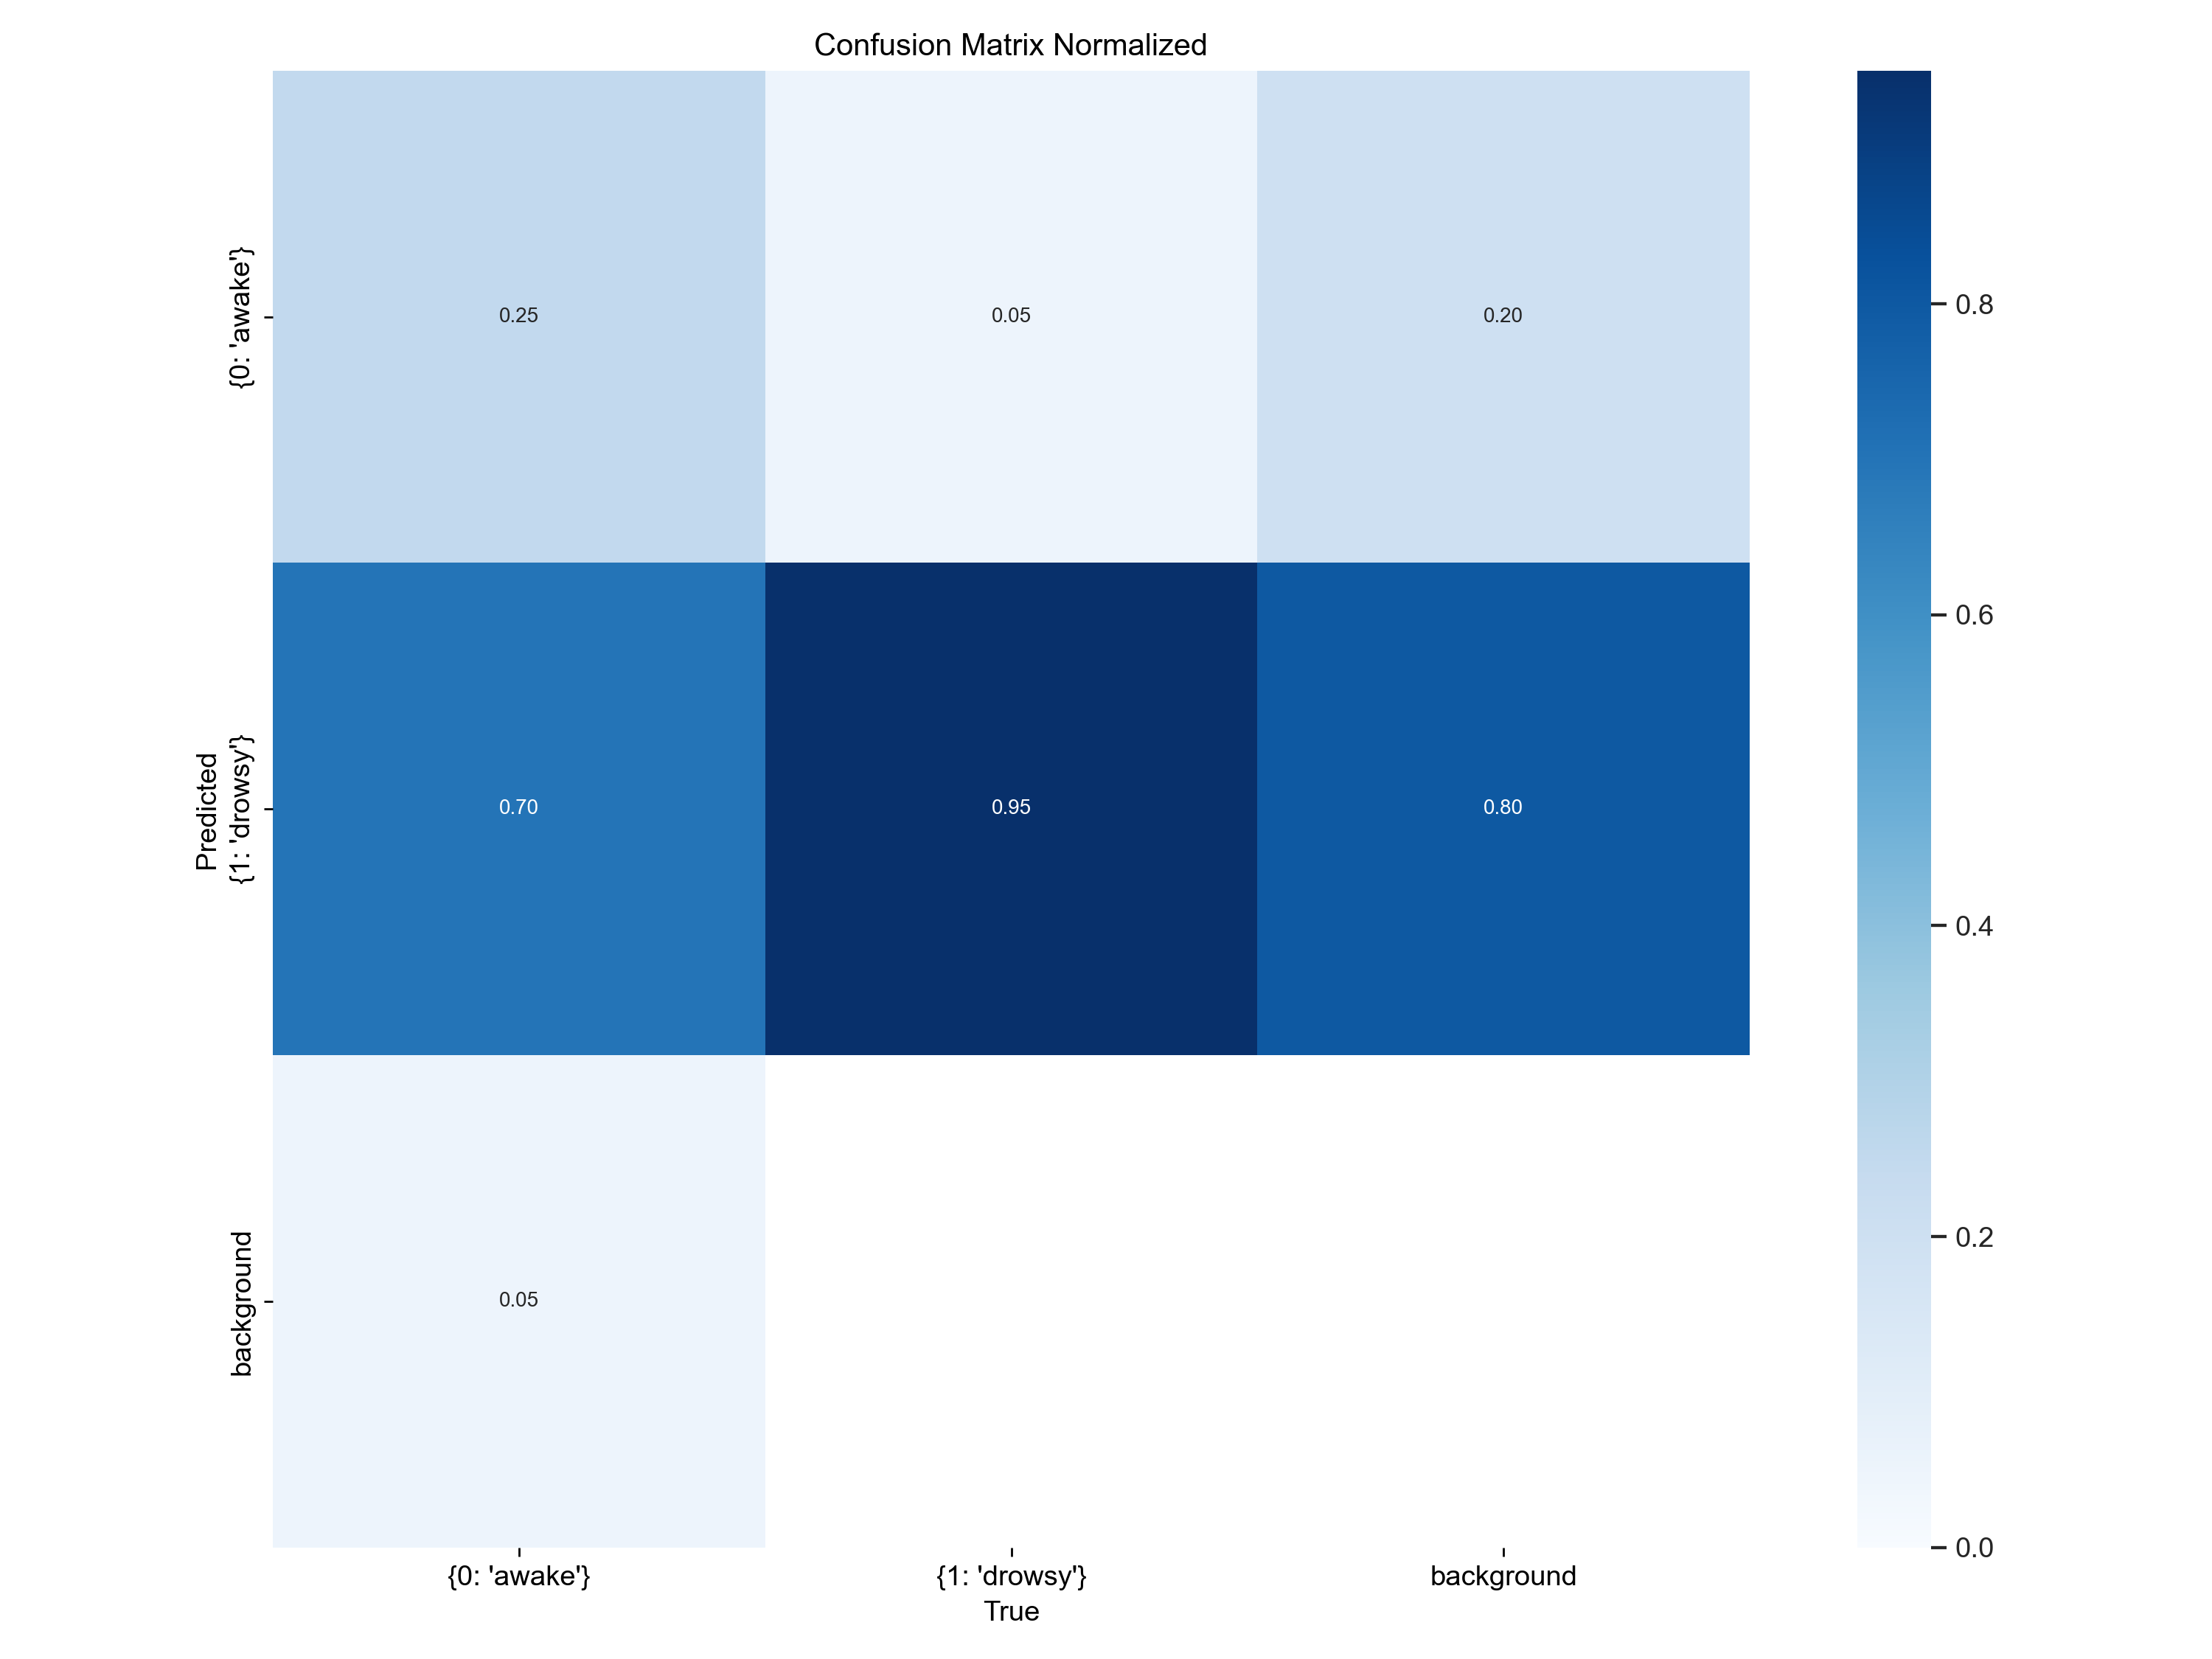 Confusion Matrix Normalized
{0: 'awake'}
0.25
0.05
0.20
Predicted
{1: 'drowsy'}
0.70
0.95
0.80
background
0.05
{0: 'awake'}
{1: 'drowsy'}
background
True
0.8
0.6
0.4
0.2
0.0